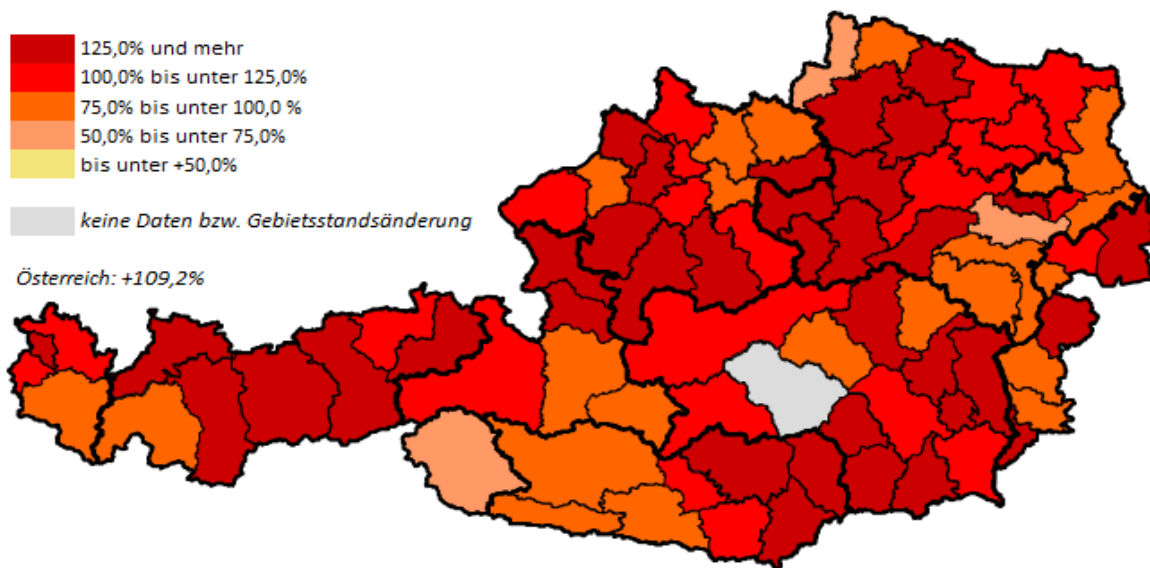 125,0% und mehr
100,0% bis unter 125,0%
75,0% bis unter 100,0 %
50,0% bis unter 75,0%
bis unter +50,0%
keine Daten bzw. Gebietsstandsänderung
Österreich: +109,2%